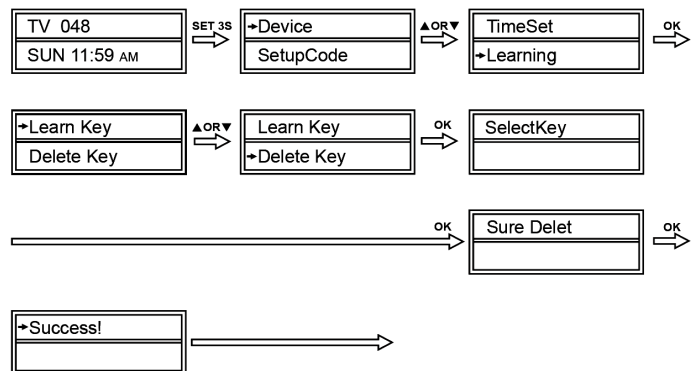 TV 048
SUN 11:59 AM
SET 3S
→Device
SetupCode
▲OR▼
TimeSet
→Learning
OK
→Learn Key
Delete Key
▲OR▼
Learn Key
→Delete Key
OK
SelectKey
OK
Sure Delet
OK
→Success!